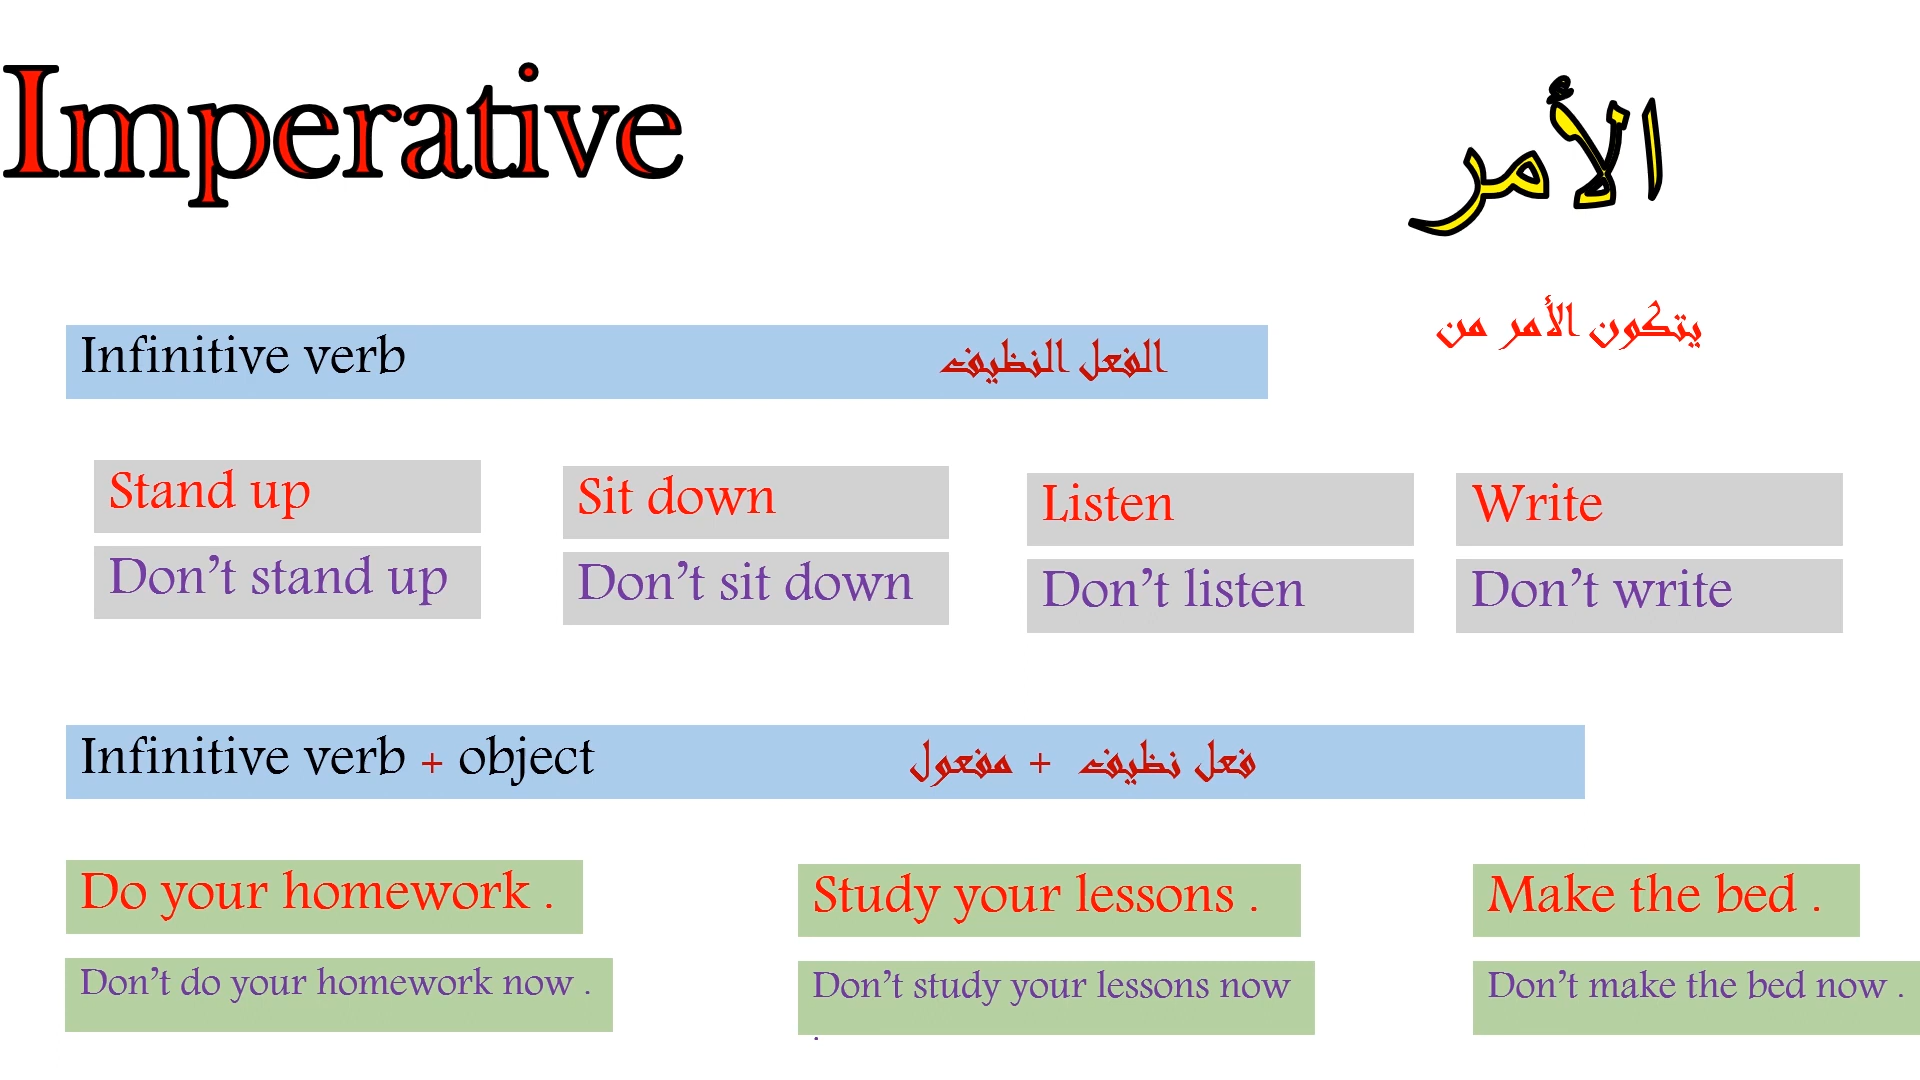 Imperative
الأمر
يتكون الأمر من
Infinitive verb الفعل النظيف
Stand up
Sit down
Listen
Write
Don't stand up
Don't sit down
Don't listen
Don't write
Infinitive verb + object فعل نظيف + مفعول
Do your homework .
Study your lessons .
Make the bed .
Don't do your homework now .
Don't study your lessons now
.
Don't make the bed now .